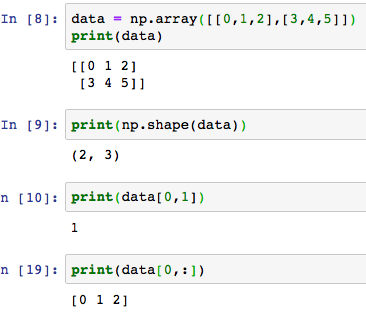 In [8]: data = np.array([[0,1,2],[3,4,5]])
print(data)
[[0 1 2]
[3 4 5]]
In [9]: print(np.shape(data))
(2, 3)
n [10]: print(data[0,1])
1
n [19]: print(data[0,:])
[0 1 2]